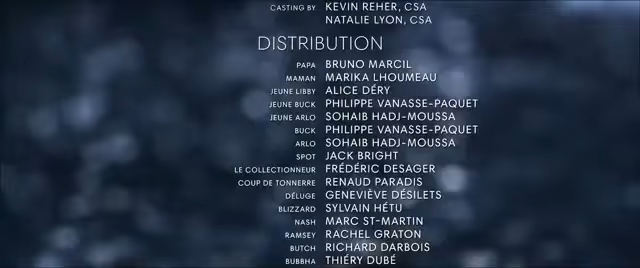 CASTING BY KEVIN REHER, CSA
NATALIE LYON, CSA
DISTRIBUTION
PAPA BRUNO MARCIL
MAMAN MARIKA LHOUMEAU
JEUNE LIBBY ALICE DÉRY
JEUNE BUCK PHILIPPE VANASSE-PAQUET
JEUNE ARLO SOHAIB HADJ-MOUSSA
BUCK PHILIPPE VANASSE-PAQUET
ARLO SOHAIB HADJ-MOUSSA
SPOT JACK BRIGHT
LE COLLECTIONNEUR FRÉDÉRIC DESAGER
COUP DE TONNERRE RENAUD PARADIS
DÉLUGE GENEVIÈVE DÉSILETS
BLIZZARD SYLVAIN HÉTU
NASH MARC ST-MARTIN
RAMSEY RACHEL GRATON
BUTCH RICHARD DARBOIS
BUBBHA THIÉRY DUBÉ